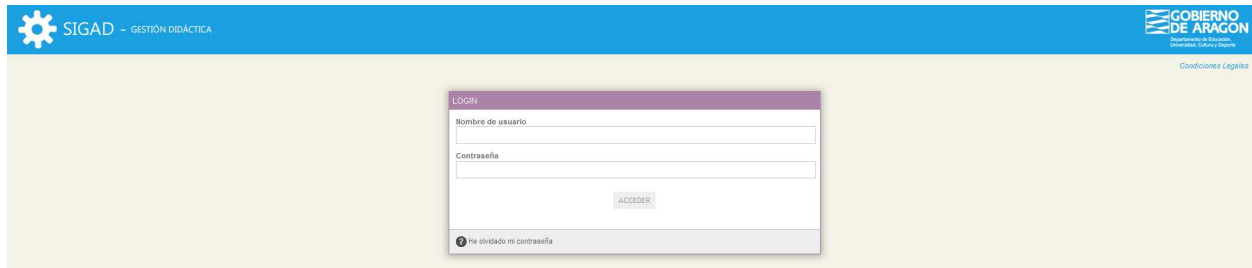 SIGAD - GESTIÓN DIDÁCTICA
GOBIERNO
DE ARAGON
Departamento de Educación,
Universidad, Cultura y Deporte
Condiciones Legales
LOGIN
Nombre de usuario
Contraseña
ACCEDER
? He olvidado mi contraseña